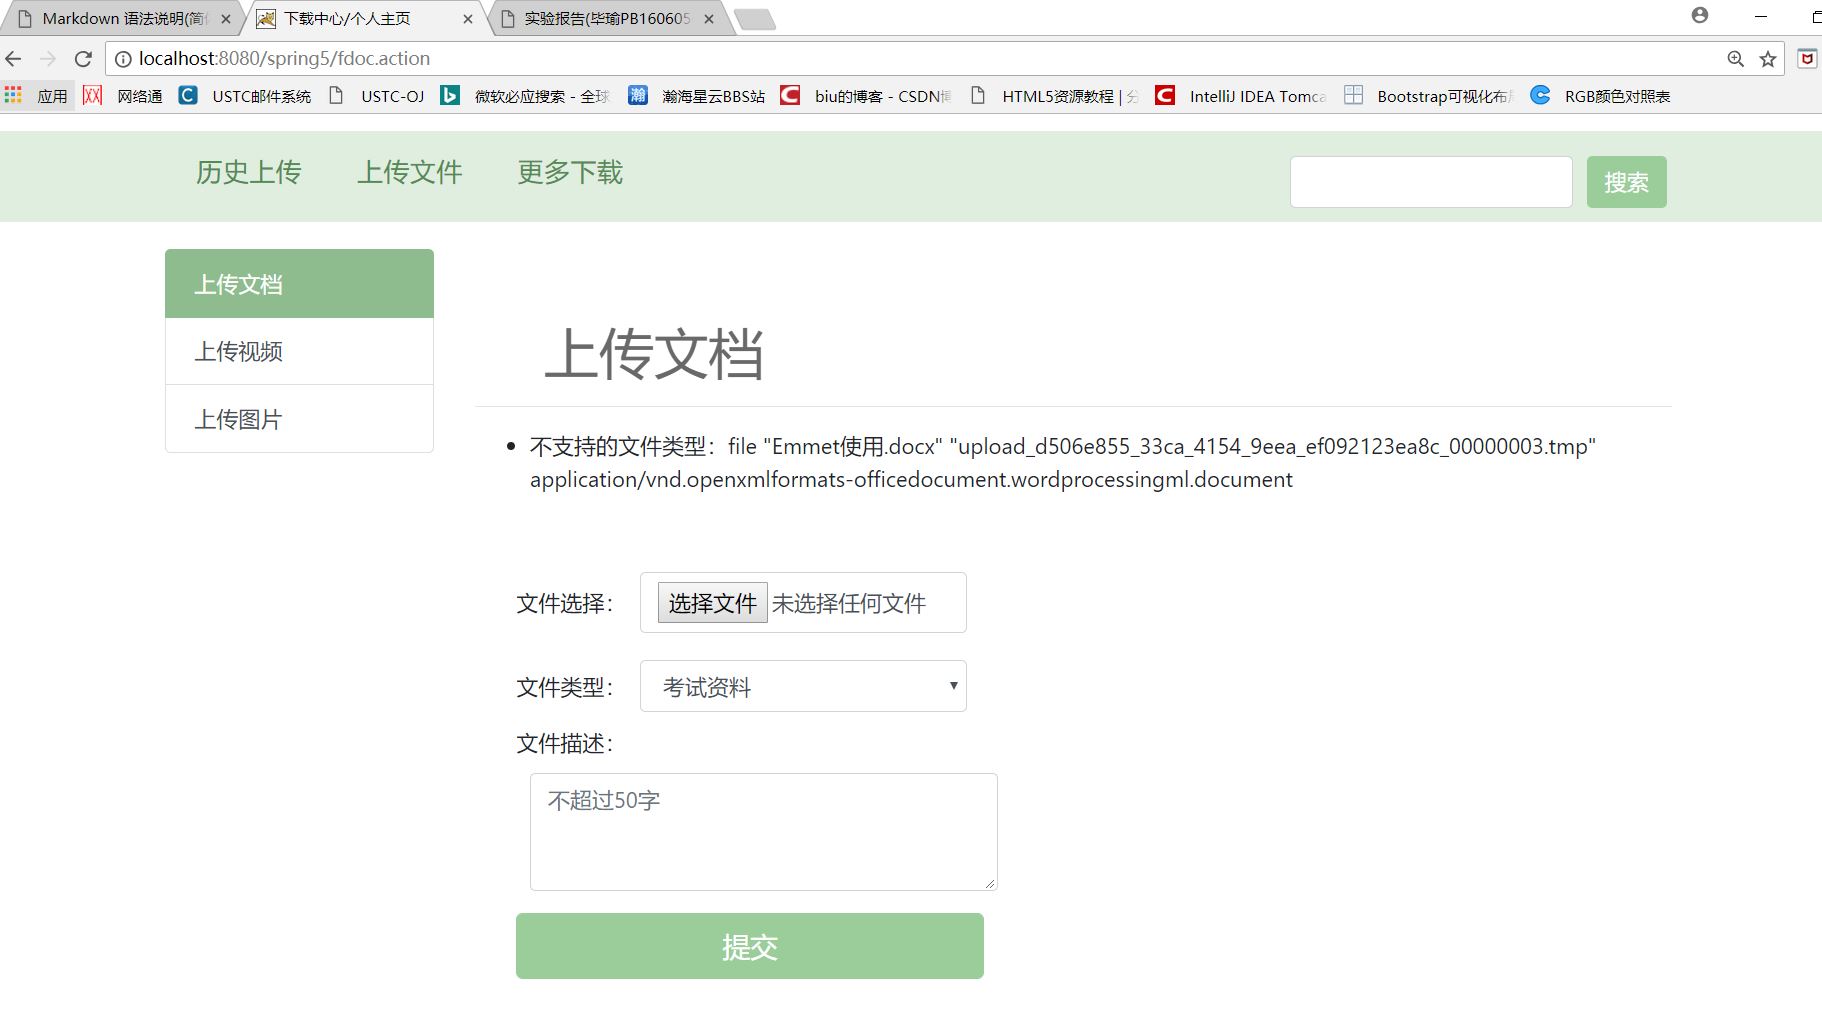 Markdown 语法说明(简
下载中心/个人主页
实验报告(毕瑜PB160605
localhost:8080/spring5/fdoc.action
应用
网络通
USTC邮件系统
USTC-OJ
微软必应搜索 - 全球
瀚海星云BBS站
biu的博客 - CSDN
HTML5资源教程 | 分
IntelliJ IDEA Tomca
Bootstrap可视化布
RGB颜色对照表
历史上传
上传文件
更多下载
搜索
上传文档
上传视频
上传图片
上传文档
不支持的文件类型：file "Emmet使用.docx" "upload_d506e855_33ca_4154_9eea_ef092123ea8c_00000003.tmp"
application/vnd.openxmlformats-officedocument.wordprocessingml.document
文件选择：
选择文件 未选择任何文件
文件类型：
考试资料
文件描述：
不超过50字
提交